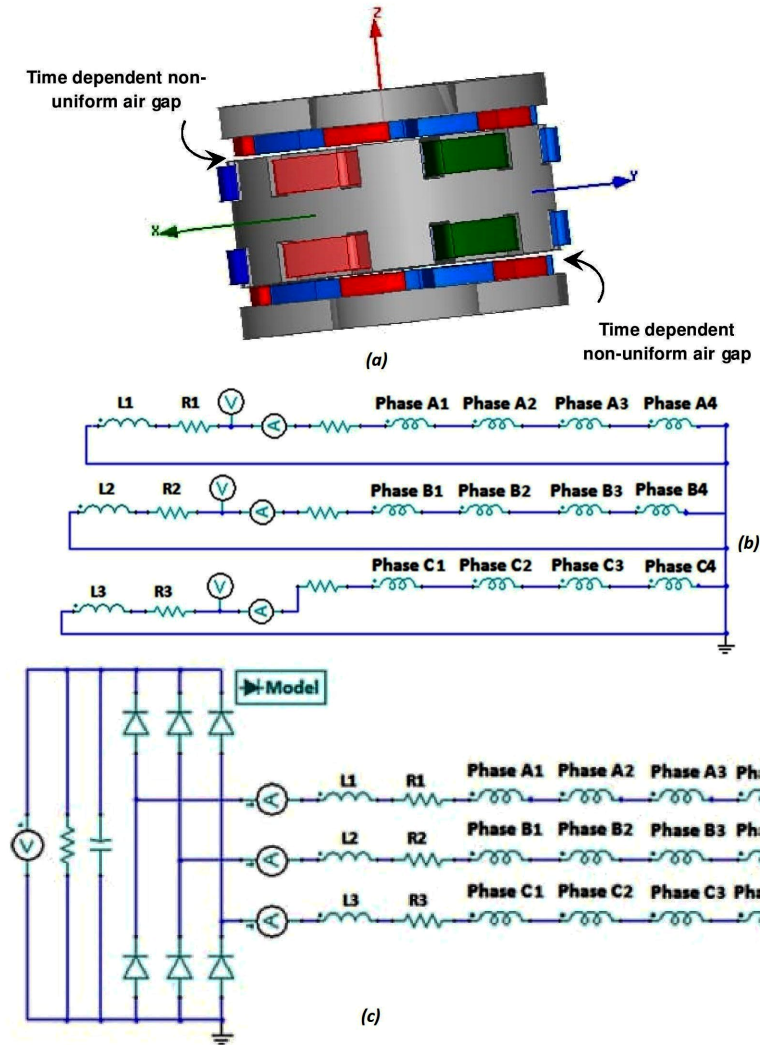 Z
Time dependent non-
uniform air gap
Y
X
Time dependent
non-uniform air gap
(a)
L1 R1 V A Phase A1 Phase A2 Phase A3 Phase A4
L2 R2 V A Phase B1 Phase B2 Phase B3 Phase B4
(b)
L3 R3 V A Phase C1 Phase C2 Phase C3 Phase C4
Model
A L1 R1 Phase A1 Phase A2 Phase A3 Pha
V
A L2 R2 Phase B1 Phase B2 Phase B3 Pha
A L3 R3 Phase C1 Phase C2 Phase C3 Pha
(c)